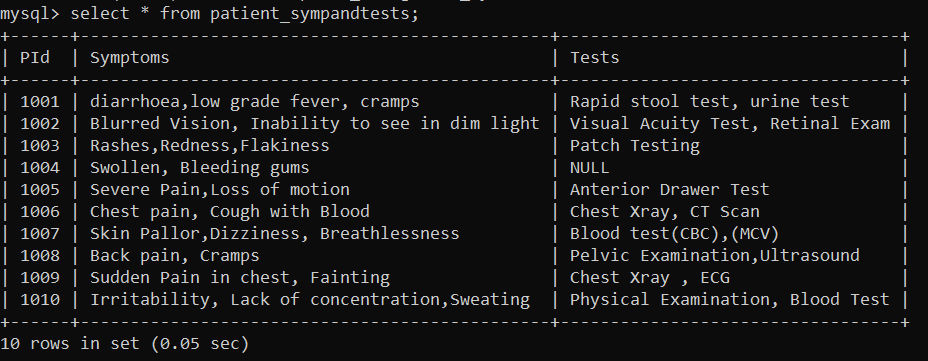 mysql> select * from patient_sympandtests;
+------+---------------------------------------------+---------------------------------+
| PId | Symptoms | Tests |
+------+---------------------------------------------+---------------------------------+
| 1001 | diarrhoea,low grade fever, cramps | Rapid stool test, urine test |
| 1002 | Blurred Vision, Inability to see in dim light | Visual Acuity Test, Retinal Exam |
| 1003 | Rashes,Redness,Flakiness | Patch Testing |
| 1004 | Swollen, Bleeding gums | NULL |
| 1005 | Severe Pain,Loss of motion | Anterior Drawer Test |
| 1006 | Chest pain, Cough with Blood | Chest Xray, CT Scan |
| 1007 | Skin Pallor,Dizziness, Breathlessness | Blood test(CBC),(MCV) |
| 1008 | Back pain, Cramps | Pelvic Examination,Ultrasound |
| 1009 | Sudden Pain in chest, Fainting | Chest Xray , ECG |
| 1010 | Irritability, Lack of concentration,Sweating | Physical Examination, Blood Test |
+------+---------------------------------------------+---------------------------------+
10 rows in set (0.05 sec)